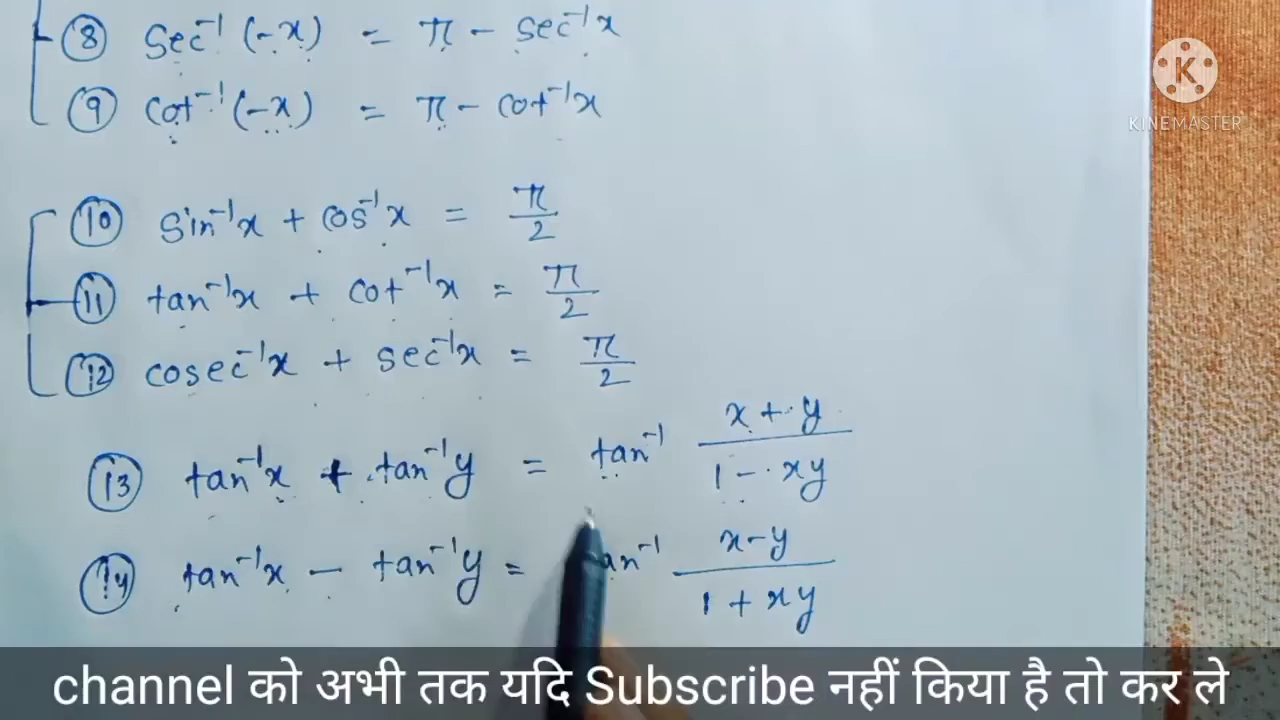 ⑧ sec⁻¹(-x) = π - sec⁻¹x
KINEMASTER
⑨ cot⁻¹(-x) = π - cot⁻¹x
⑩ sin⁻¹x + cos⁻¹x = π/2
⑪ tan⁻¹x + cot⁻¹x = π/2
⑫ cosec⁻¹x + sec⁻¹x = π/2
⑬ tan⁻¹x + tan⁻¹y = tan⁻¹ (x+y)/(1-xy)
⑭ tan⁻¹x - tan⁻¹y = an⁻¹ (x-y)/(1+xy)
channel को अभी तक यदि Subscribe नहीं किया है तो कर ले